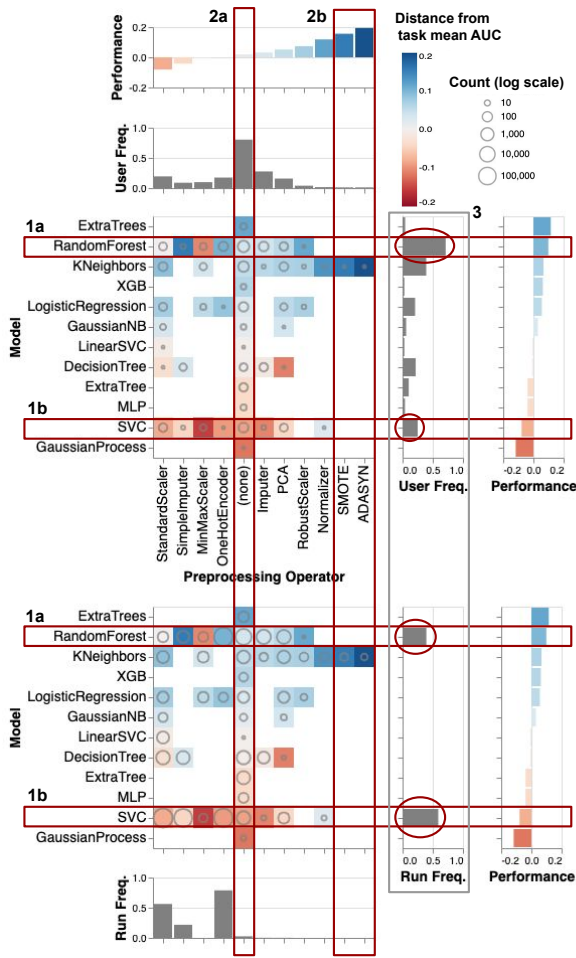 2a
2b
Distance from
task mean AUC
Performance
0.2
0.0
-0.2
0.2
0.1
0.0
-0.1
-0.2
Count (log scale)
10
100
1,000
10,000
100,000
User Freq.
1.0
0.5
0.0
3
1a
1b
Model
ExtraTrees
RandomForest
KNeighbors
XGB
LogisticRegression
GaussianNB
LinearSVC
DecisionTree
ExtraTree
MLP
SVC
GaussianProcess
StandardScaler
SimpleImputer
MinMaxScaler
OneHotEncoder
(none)
Imputer
PCA
RobustScaler
Normalizer
SMOTE
ADASYN
Preprocessing Operator
0.0 0.5 1.0
User Freq.
-0.2 0.0 0.2
Performance
1a
1b
Model
ExtraTrees
RandomForest
KNeighbors
XGB
LogisticRegression
GaussianNB
LinearSVC
DecisionTree
ExtraTree
MLP
SVC
GaussianProcess
0.0 0.5 1.0
Run Freq.
-0.2 0.0 0.2
Performance
Run Freq.
1.0
0.5
0.0